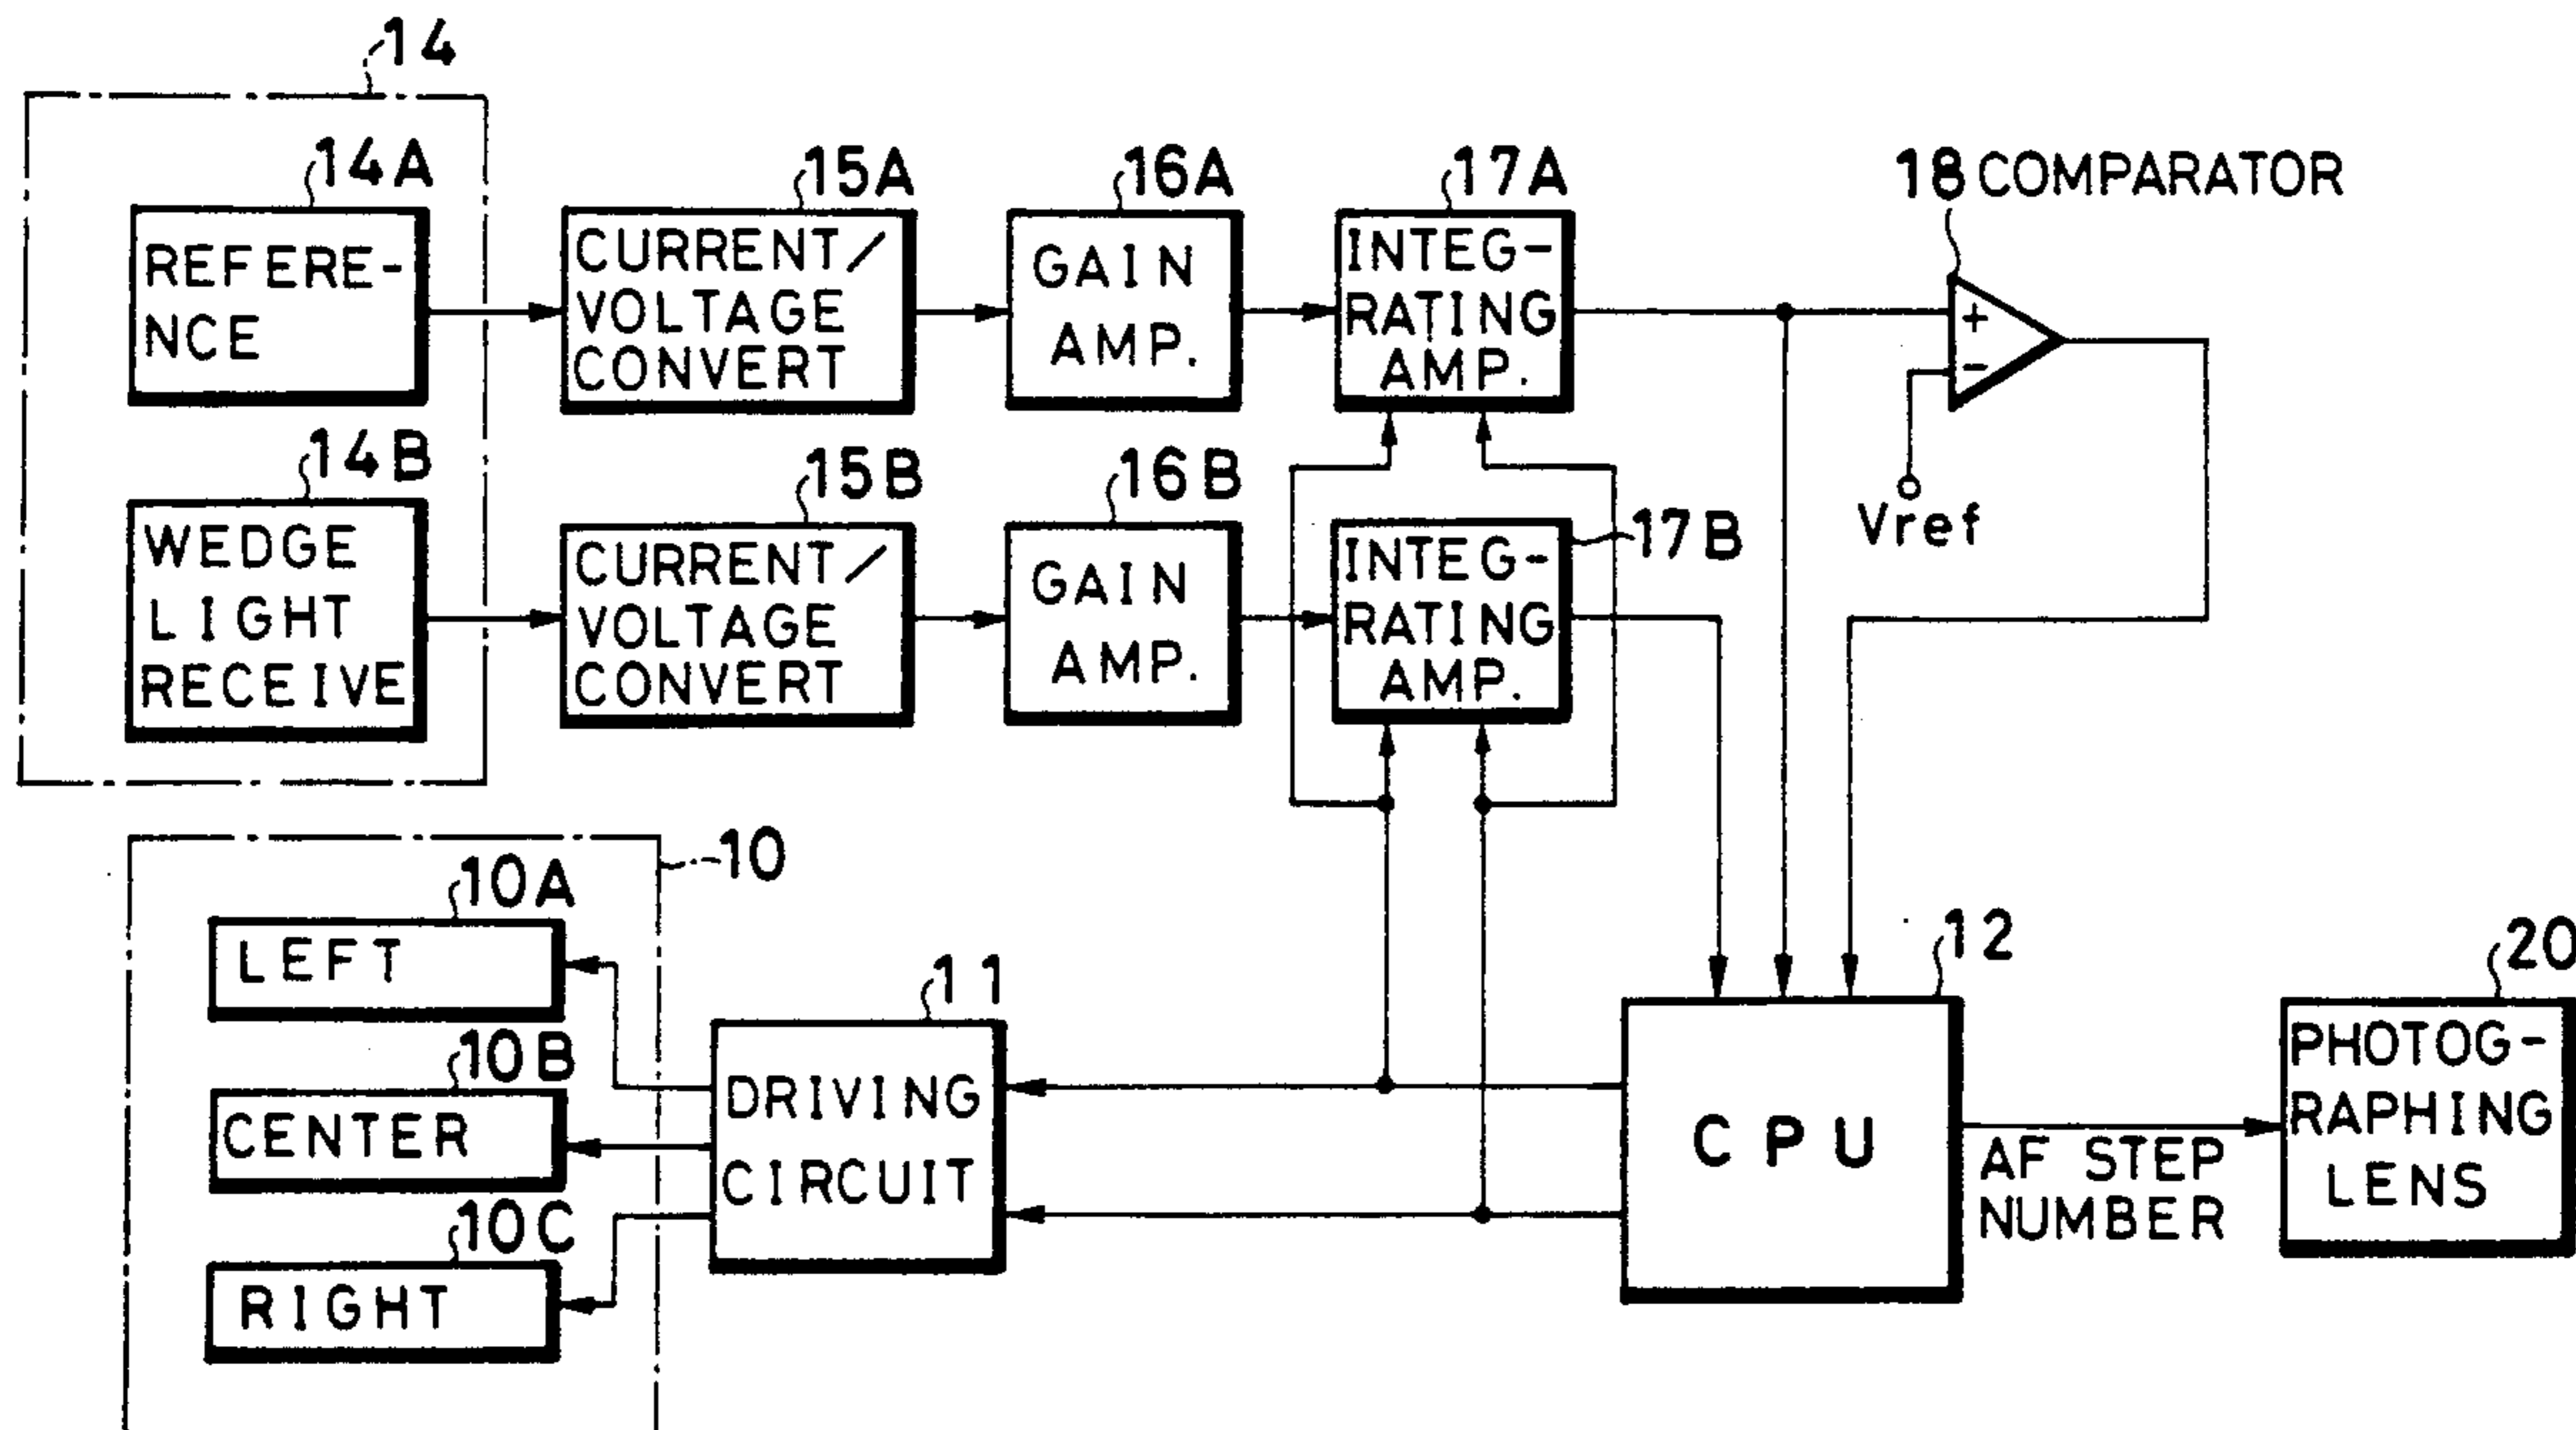 14
14A
REFERE-
NCE
14B
WEDGE
LIGHT
RECEIVE
15A
CURRENT/
VOLTAGE
CONVERT
15B
CURRENT/
VOLTAGE
CONVERT
16A
GAIN
AMP.
16B
GAIN
AMP.
17A
INTEG-
RATING
AMP.
17B
INTEG-
RATING
AMP.
18 COMPARATOR
+
-
Vref
10
10A
LEFT
10B
CENTER
10C
RIGHT
11
DRIVING
CIRCUIT
12
CPU
AF STEP
NUMBER
20
PHOTOG-
RAPHING
LENS